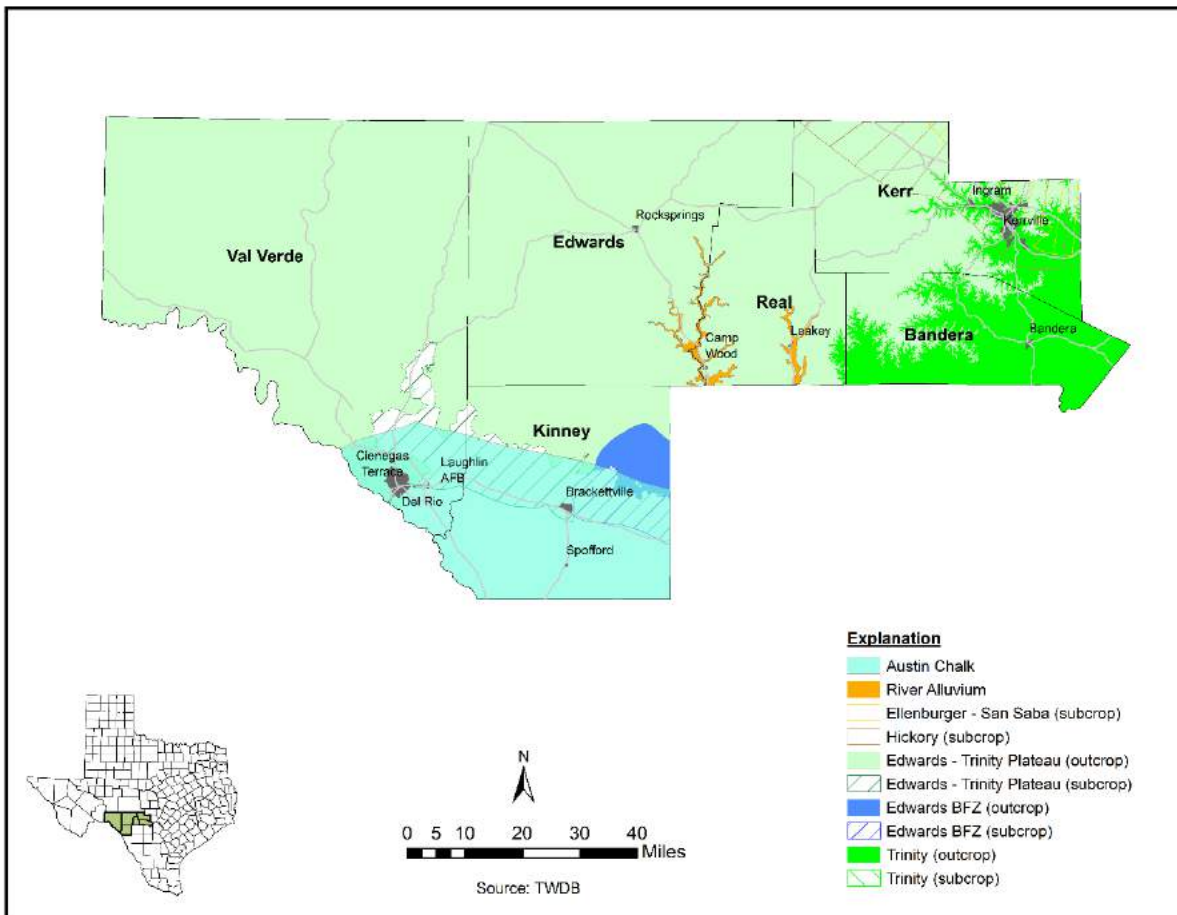 Kerr
Ingram
Kerrville
Rocksprings
Edwards
Val Verde
Real
Leakey
Camp
Wood
Bandera
Bandera
Kinney
Cienegas
Terrace
Laughlin
AFB
Del Rio
Brackettville
Spofford
Explanation
Austin Chalk
River Alluvium
Ellenburger - San Saba (subcrop)
Hickory (subcrop)
Edwards - Trinity Plateau (outcrop)
Edwards - Trinity Plateau (subcrop)
Edwards BFZ (outcrop)
Edwards BFZ (subcrop)
Trinity (outcrop)
Trinity (subcrop)
N
0 5 10 20 30 40
Miles
Source: TWDB